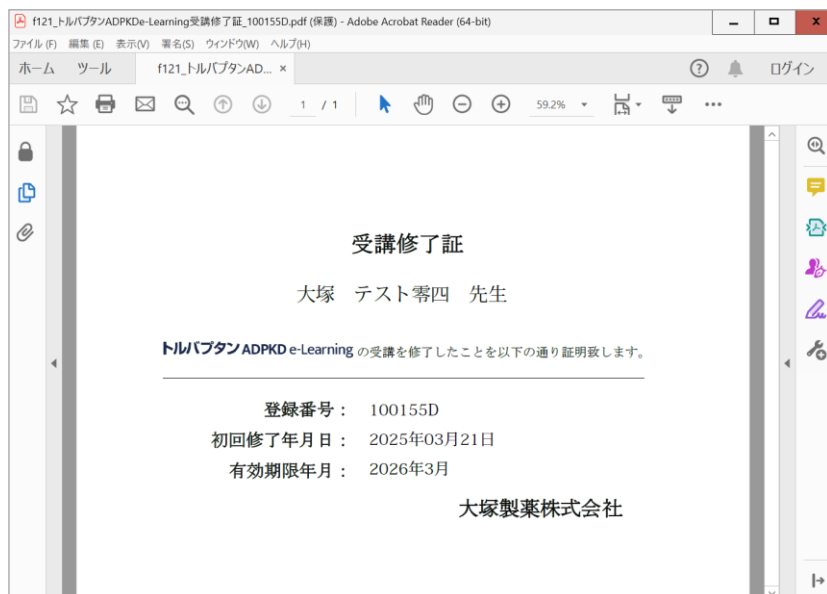 f121_トルバプタンADPKDe-Learning受講修了証_100155D.pdf (保護) - Adobe Acrobat Reader (64-bit)
ファイル(F) 編集(E) 表示(V) 署名(S) ウィンドウ(W) ヘルプ(H)
ホーム ツール f121_トルバプタンAD... × ログイン
1 / 1 59.2%
受講修了証
大塚 テスト零四 先生
トルバプタン ADPKD e-Learning の受講を修了したことを以下の通り証明致します。
登録番号： 100155D
初回修了年月日： 2025年03月21日
有効期限年月： 2026年3月
大塚製薬株式会社